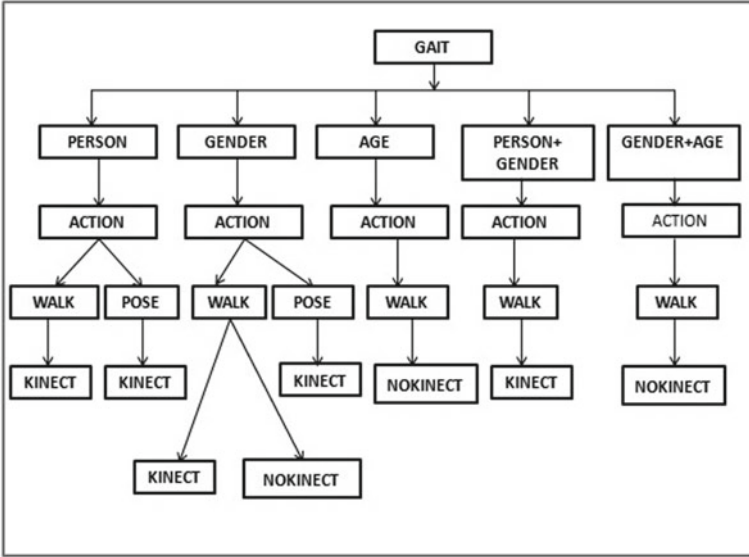 GAIT
PERSON
GENDER
AGE
PERSON+
GENDER
GENDER+AGE
ACTION
ACTION
ACTION
ACTION
ACTION
WALK
POSE
WALK
POSE
WALK
WALK
WALK
KINECT
KINECT
KINECT
NOKINECT
KINECT
NOKINECT
KINECT
NOKINECT